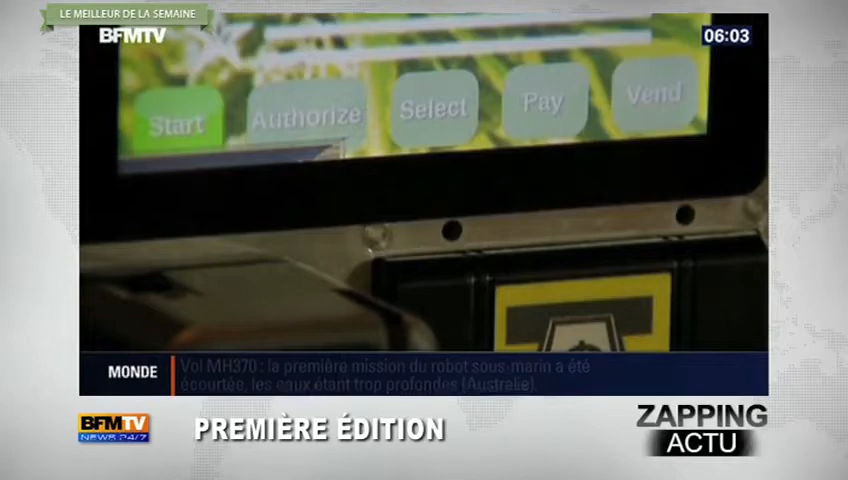 LE MEILLEUR DE LA SEMAINE
BFMTV
06:03
Start Authorize Select Pay Vend
MONDE
Vol MH370 : la première mission du robot sous-marin a été
écourtée, les eaux étant trop profondes (Australie).
BFMTV
NEWS 24/7
PREMIÈRE ÉDITION
ZAPPING
ACTU